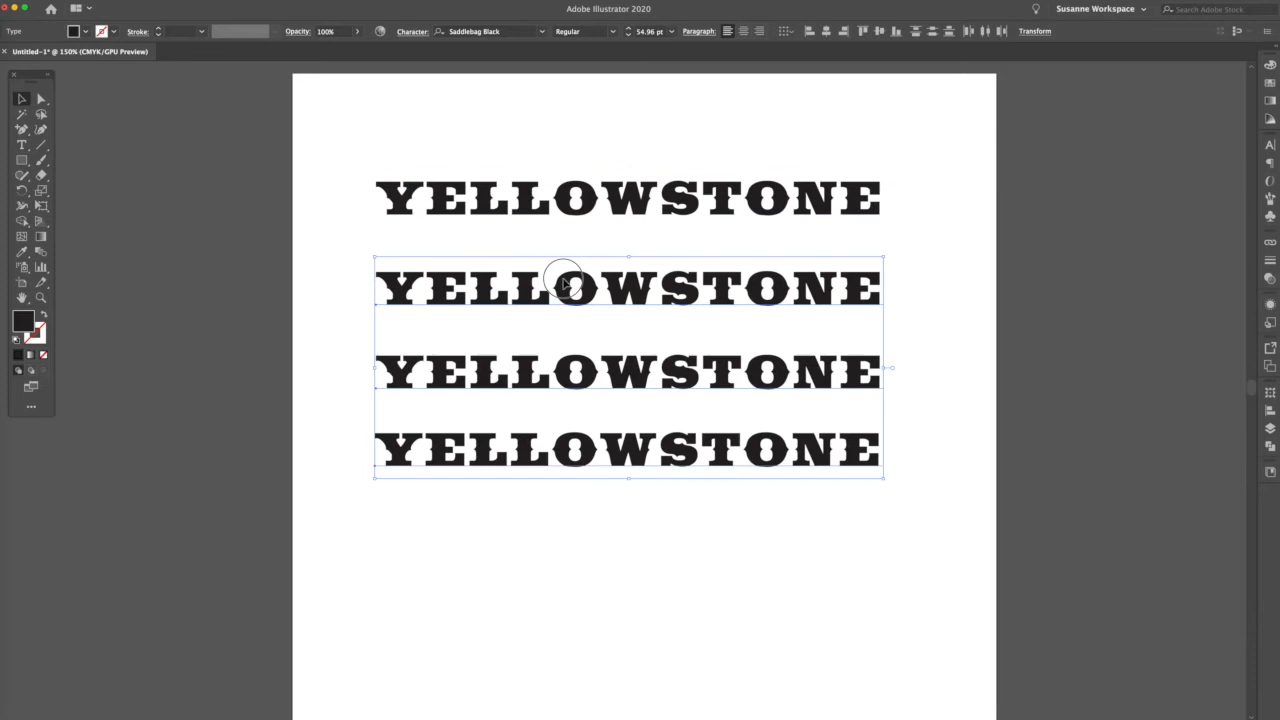 Adobe Illustrator 2020
Susanne Workspace
Search Adobe Stock
Type
Stroke:
Opacity:
100%
Character:
Saddlebag Black
Regular
54.96 pt
Paragraph:
Transform
Untitled-1* @ 150% (CMYK/GPU Preview)
YELLOWSTONE
YELLOWSTONE
YELLOWSTONE
YELLOWSTONE